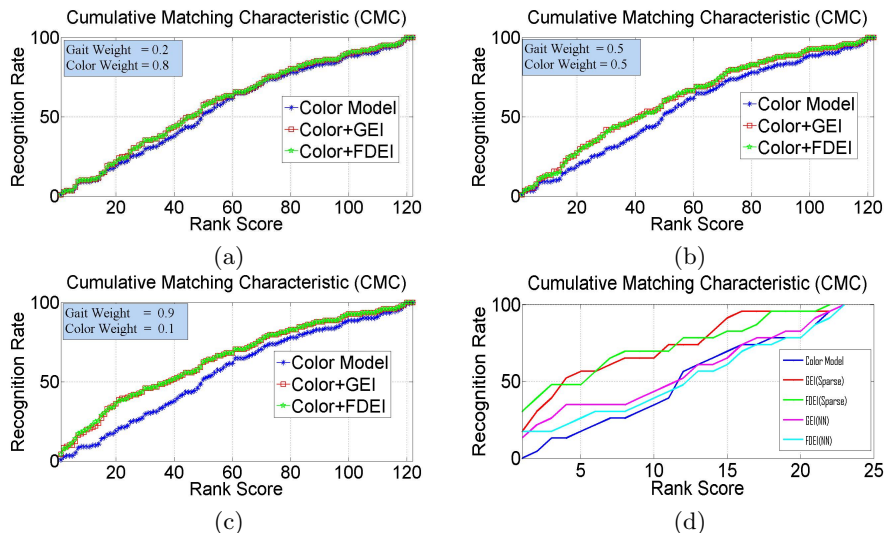 Cumulative Matching Characteristic (CMC)
Recognition Rate
100
50
0
Gait Weight = 0.2
Color Weight = 0.8
Color Model
Color+GEI
Color+FDEI
20 40 60 80 100 120
Rank Score
(a)
Cumulative Matching Characteristic (CMC)
Recognition Rate
100
50
0
Gait Weight = 0.5
Color Weight = 0.5
Color Model
Color+GEI
Color+FDEI
20 40 60 80 100 120
Rank Score
(b)
Cumulative Matching Characteristic (CMC)
Recognition Rate
100
50
0
Gait Weight = 0.9
Color Weight = 0.1
Color Model
Color+GEI
Color+FDEI
20 40 60 80 100 120
Rank Score
(c)
Cumulative Matching Characteristic (CMC)
Recognition Rate
100
50
0
Color Model
GEI(Sparse)
FDEI(Sparse)
GEI(NN)
FDEI(NN)
5 10 15 20 25
Rank Score
(d)